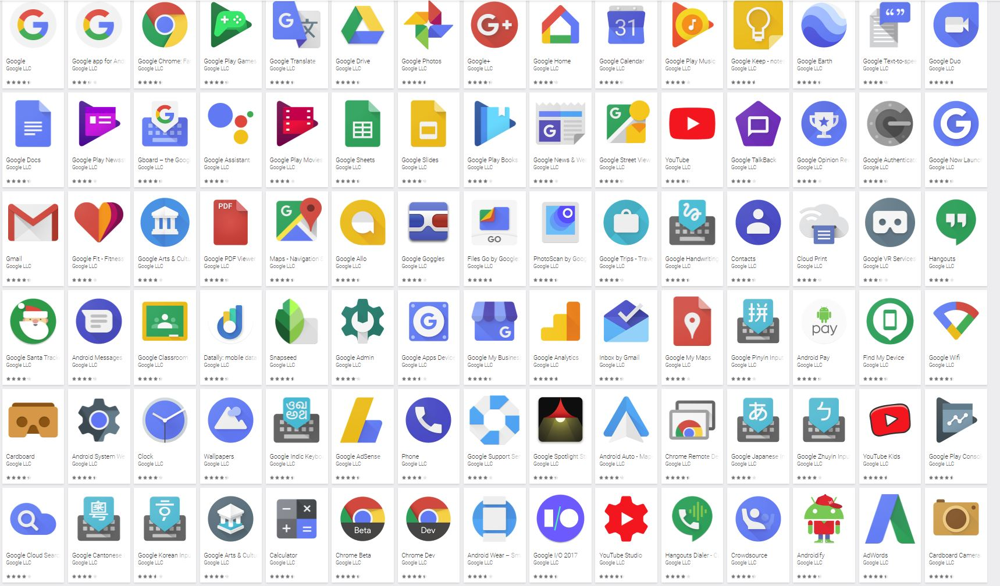 Google
Google LLC
Google app for And
Google LLC
Google Chrome: Fa
Google LLC
Google Play Games
Google LLC
G 文
Google Translate
Google LLC
Google Drive
Google LLC
Google Photos
Google LLC
G+
Google+
Google LLC
Google Home
Google LLC
31
Google Calendar
Google LLC
Google Play Music
Google LLC
Google Keep - note
Google LLC
Google Earth
Google LLC
Google Text-to-spe
Google LLC
Google Duo
Google LLC
Google Docs
Google LLC
Google Play Newss
Google LLC
G
Gboard – the Goog
Google LLC
Google Assistant
Google LLC
Google Play Movies
Google LLC
Google Sheets
Google LLC
Google Slides
Google LLC
Google Play Books
Google LLC
G
Google News & We
Google LLC
G
Google Street View
Google LLC
YouTube
Google LLC
Google TalkBack
Google LLC
Google Opinion Re
Google LLC
Google Authenticat
Google LLC
G
Google Now Launc
Google LLC
Gmail
Google LLC
Google Fit - Fitness
Google LLC
Google Arts & Cultu
Google LLC
PDF
Google PDF Viewer
Google LLC
G
Maps - Navigation
Google LLC
Google Allo
Google LLC
Google Goggles
Google LLC
GO
Files Go by Google
Google LLC
PhotoScan by Goog
Google LLC
Google Trips - Trave
Google LLC
Google Handwriting
Google LLC
Contacts
Google LLC
Cloud Print
Google LLC
Google VR Services
Google LLC
Hangouts
Google LLC
Google Santa Track
Google LLC
Android Messages
Google LLC
Google Classroom
Google LLC
Datally: mobile data
Google LLC
Snapseed
Google LLC
Google Admin
Google LLC
G
Google Apps Device
Google LLC
G
Google My Busines
Google LLC
Google Analytics
Google LLC
Inbox by Gmail
Google LLC
Google My Maps
Google LLC
拼
Google Pinyin Input
Google LLC
pay
Android Pay
Google LLC
Find My Device
Google LLC
Google Wifi
Google LLC
Cardboard
Google LLC
Android System We
Google LLC
Clock
Google LLC
Wallpapers
Google LLC
Google Indic Keybo
Google LLC
Google AdSense
Google LLC
Phone
Google LLC
Google Support Ser
Google LLC
Google Spotlight St
Google LLC
Android Auto - Map
Google LLC
Chrome Remote De
Google LLC
あ
Google Japanese In
Google LLC
ㄅ
Google Zhuyin Inpu
Google LLC
YouTube Kids
Google LLC
Google Play Consol
Google LLC
Google Cloud Searc
Google LLC
粤
Google Cantonese
Google LLC
Google Korean Inpu
Google LLC
Google Arts & Cultu
Google LLC
− ×
+ =
Calculator
Google LLC
Beta
Chrome Beta
Google LLC
Dev
Chrome Dev
Google LLC
Android Wear – Sm
Google LLC
I/O
Google I/O 2017
Google LLC
YouTube Studio
Google LLC
Hangouts Dialer - C
Google LLC
Crowdsource
Google LLC
Androidify
Google LLC
AdWords
Google LLC
Cardboard Camera
Google LLC